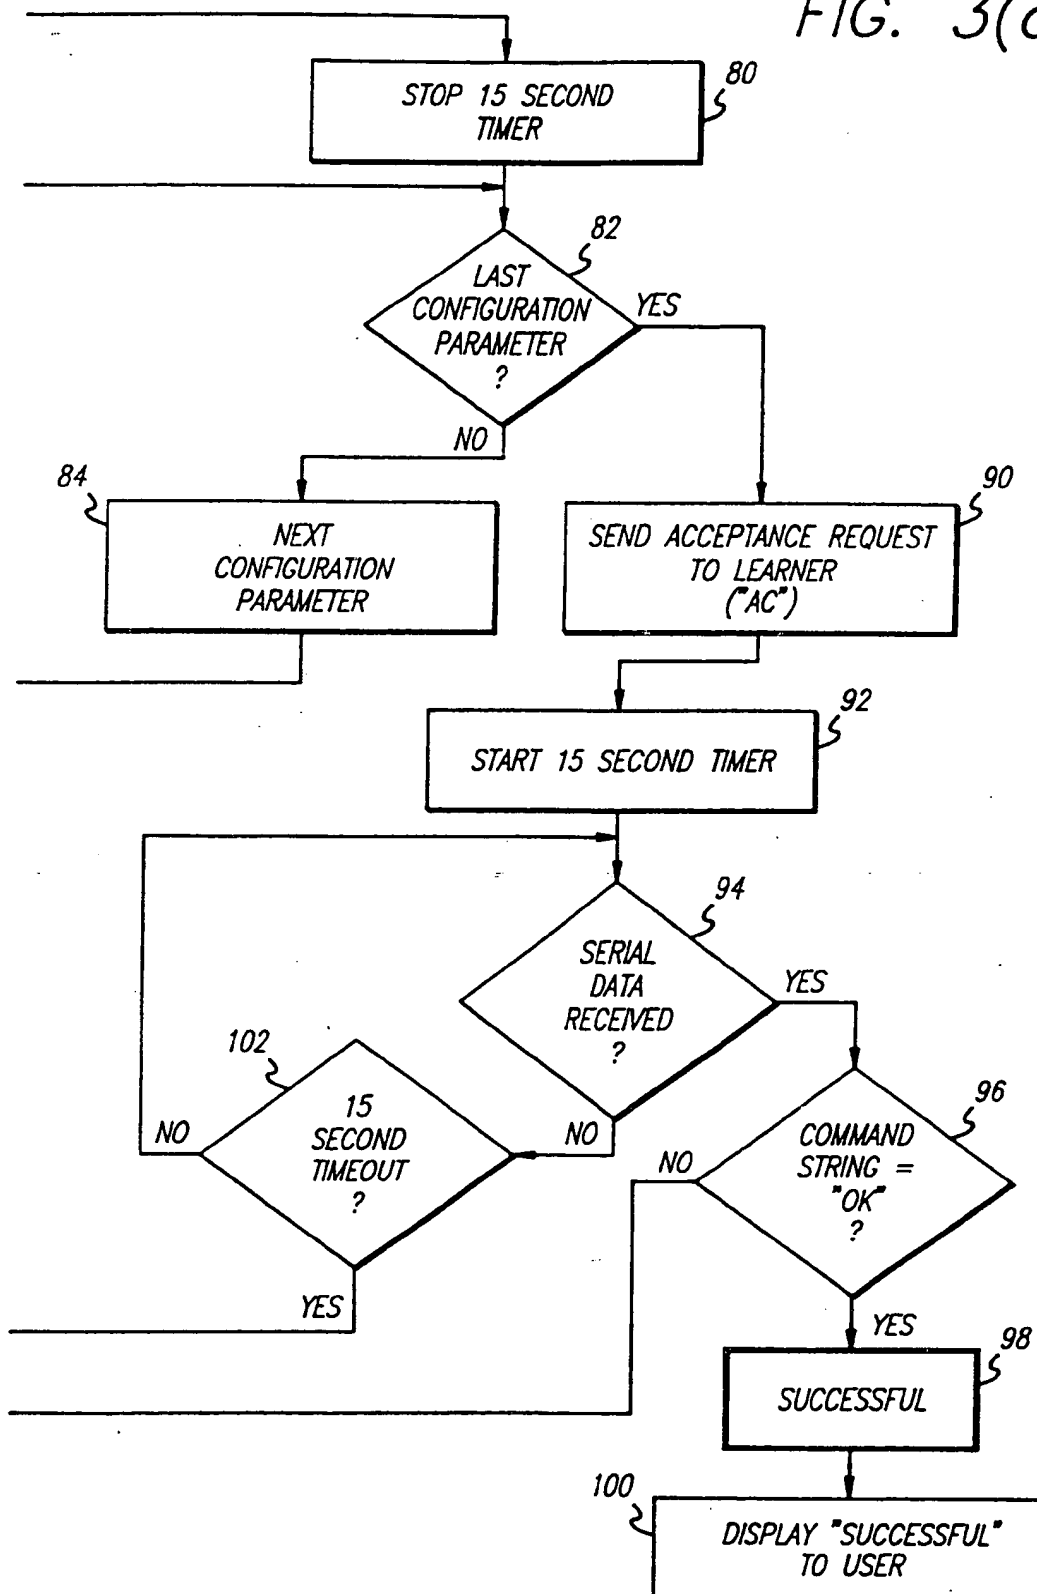 FIG. 3(
STOP 15 SECOND
TIMER
80
82
LAST
CONFIGURATION
PARAMETER
?
YES
NO
84
NEXT
CONFIGURATION
PARAMETER
90
SEND ACCEPTANCE REQUEST
TO LEARNER
("AC")
92
START 15 SECOND TIMER
94
SERIAL
DATA
RECEIVED
?
YES
NO
102
15
SECOND
TIMEOUT
?
NO
YES
96
COMMAND
STRING =
"OK"
?
NO
YES
98
SUCCESSFUL
100
DISPLAY "SUCCESSFUL"
TO USER